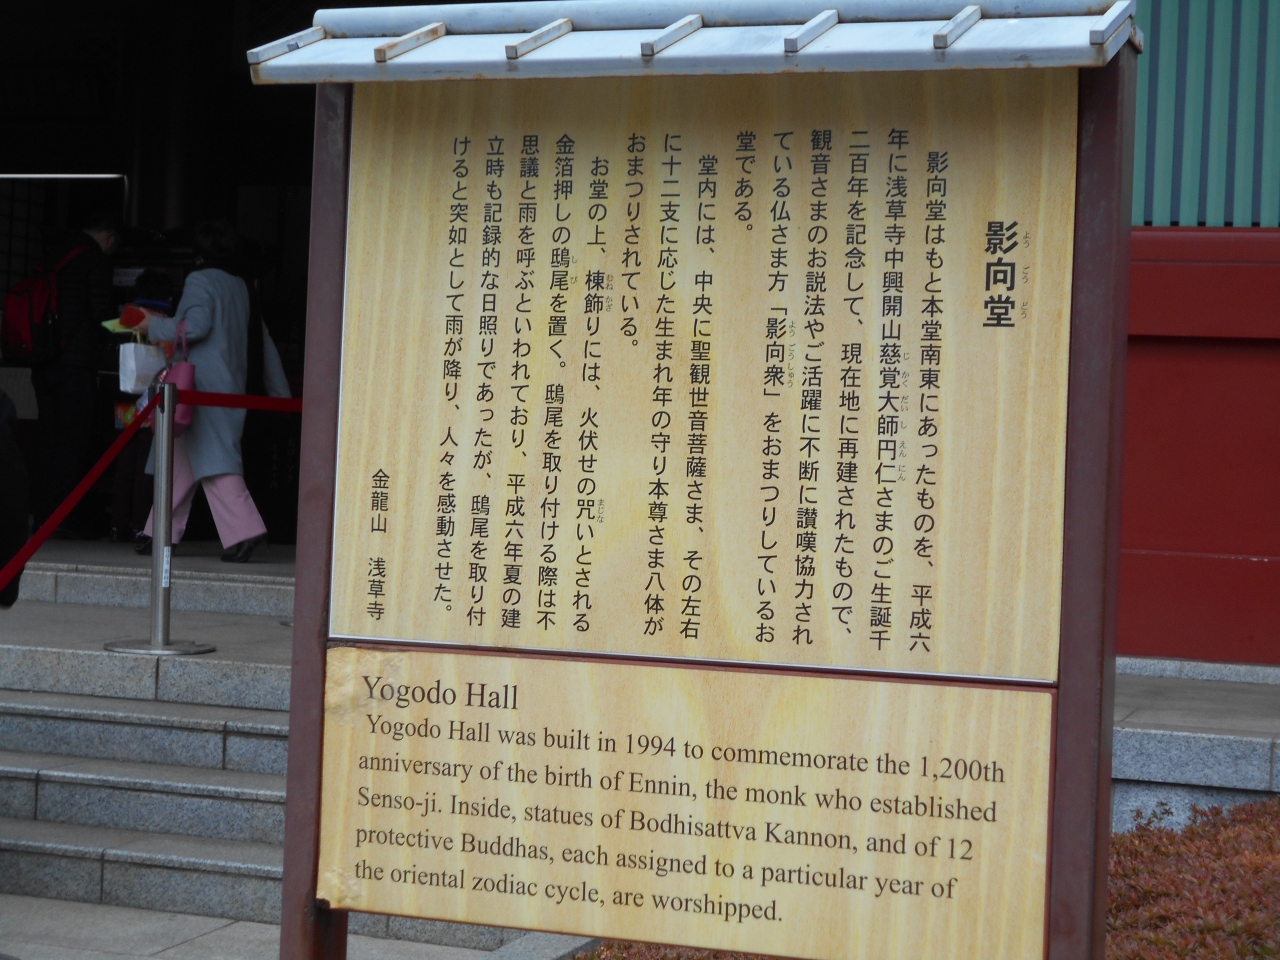 影向堂
影向堂はもと本堂南東にあったものを、平成六
年に浅草寺中興開山慈覚大師円仁さまのご生誕千
二百年を記念して、現在地に再建されたもので、
観音さまのお説法やご活躍に不断に讃嘆協力され
ている仏さま方「影向衆」をおまつりしているお
堂である。
堂内には、中央に聖観世音菩薩さま、その左右
に十二支に応じた生まれ年の守り本尊さま八体が
おまつりされている。
お堂の上、棟飾りには、火伏せの咒いとされる
金箔押しの鴟尾を置く。鴟尾を取り付ける際は不
思議と雨を呼ぶといわれており、平成六年夏の建
立時も記録的な日照りであったが、鴟尾を取り付
けると突如として雨が降り、人々を感動させた。
金龍山 浅草寺
Yogodo Hall
Yogodo Hall was built in 1994 to commemorate the 1,200th
anniversary of the birth of Ennin, the monk who established
Senso-ji. Inside, statues of Bodhisattva Kannon, and of 12
protective Buddhas, each assigned to a particular year of
the oriental zodiac cycle, are worshipped.